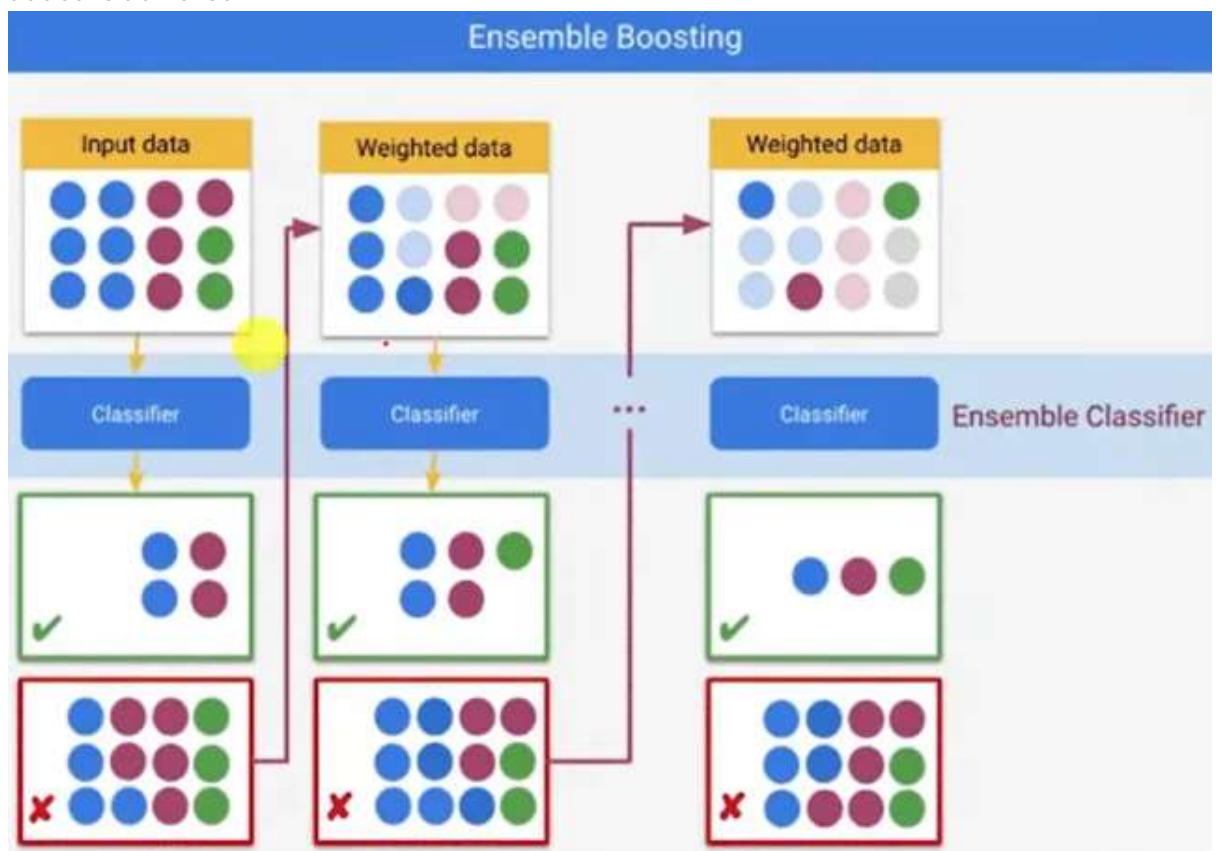 Ensemble Boosting
Input data
Weighted data
Weighted data
Classifier
Classifier
...
Classifier
Ensemble Classifier